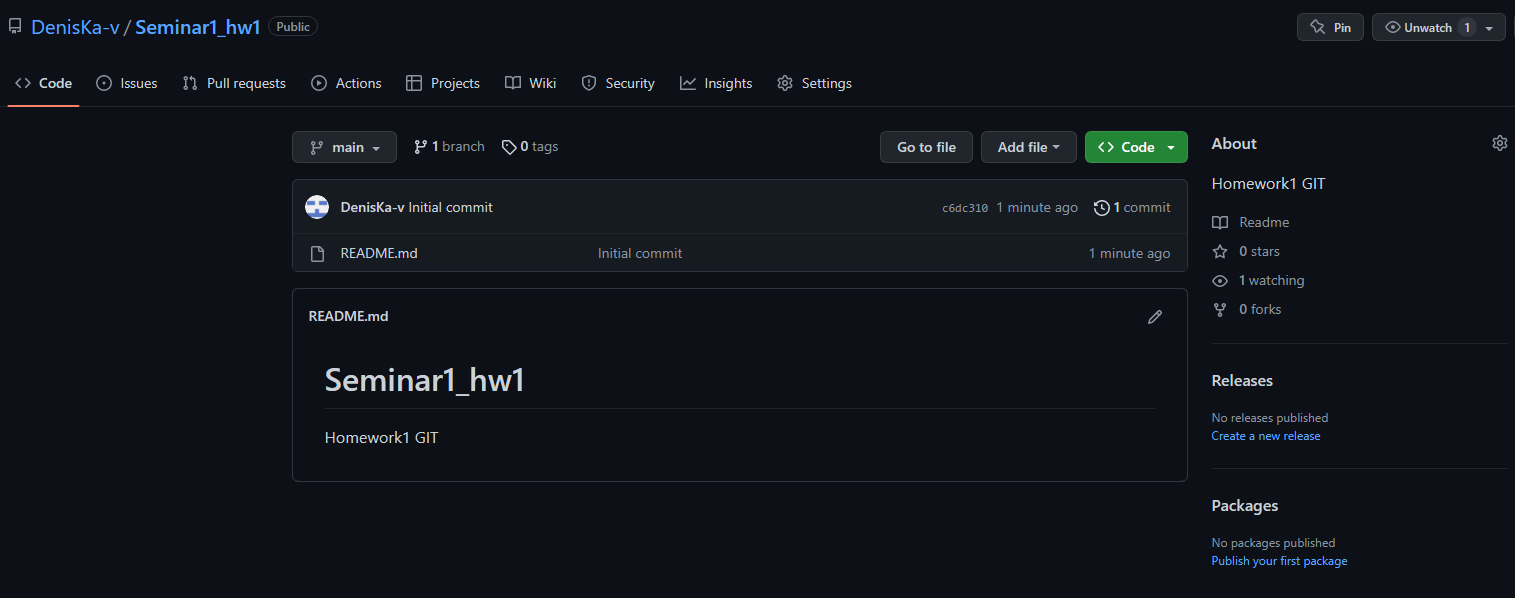 DenisKa-v / Seminar1_hw1 Public Pin Unwatch 1
Code Issues Pull requests Actions Projects Wiki Security Insights Settings
main 1 branch 0 tags Go to file Add file Code
DenisKa-v Initial commit c6dc310 1 minute ago 1 commit
README.md Initial commit 1 minute ago
README.md
Seminar1_hw1
Homework1 GIT
About
Homework1 GIT
Readme
0 stars
1 watching
0 forks
Releases
No releases published
Create a new release
Packages
No packages published
Publish your first package